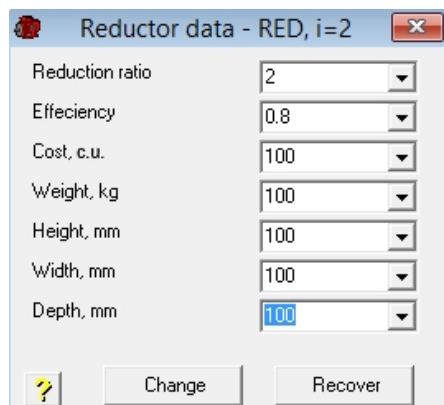 Reductor data - RED, i=2
Reduction ratio 2
Effeciency 0.8
Cost, c.u. 100
Weight, kg 100
Height, mm 100
Width, mm 100
Depth, mm 100
? Change Recover